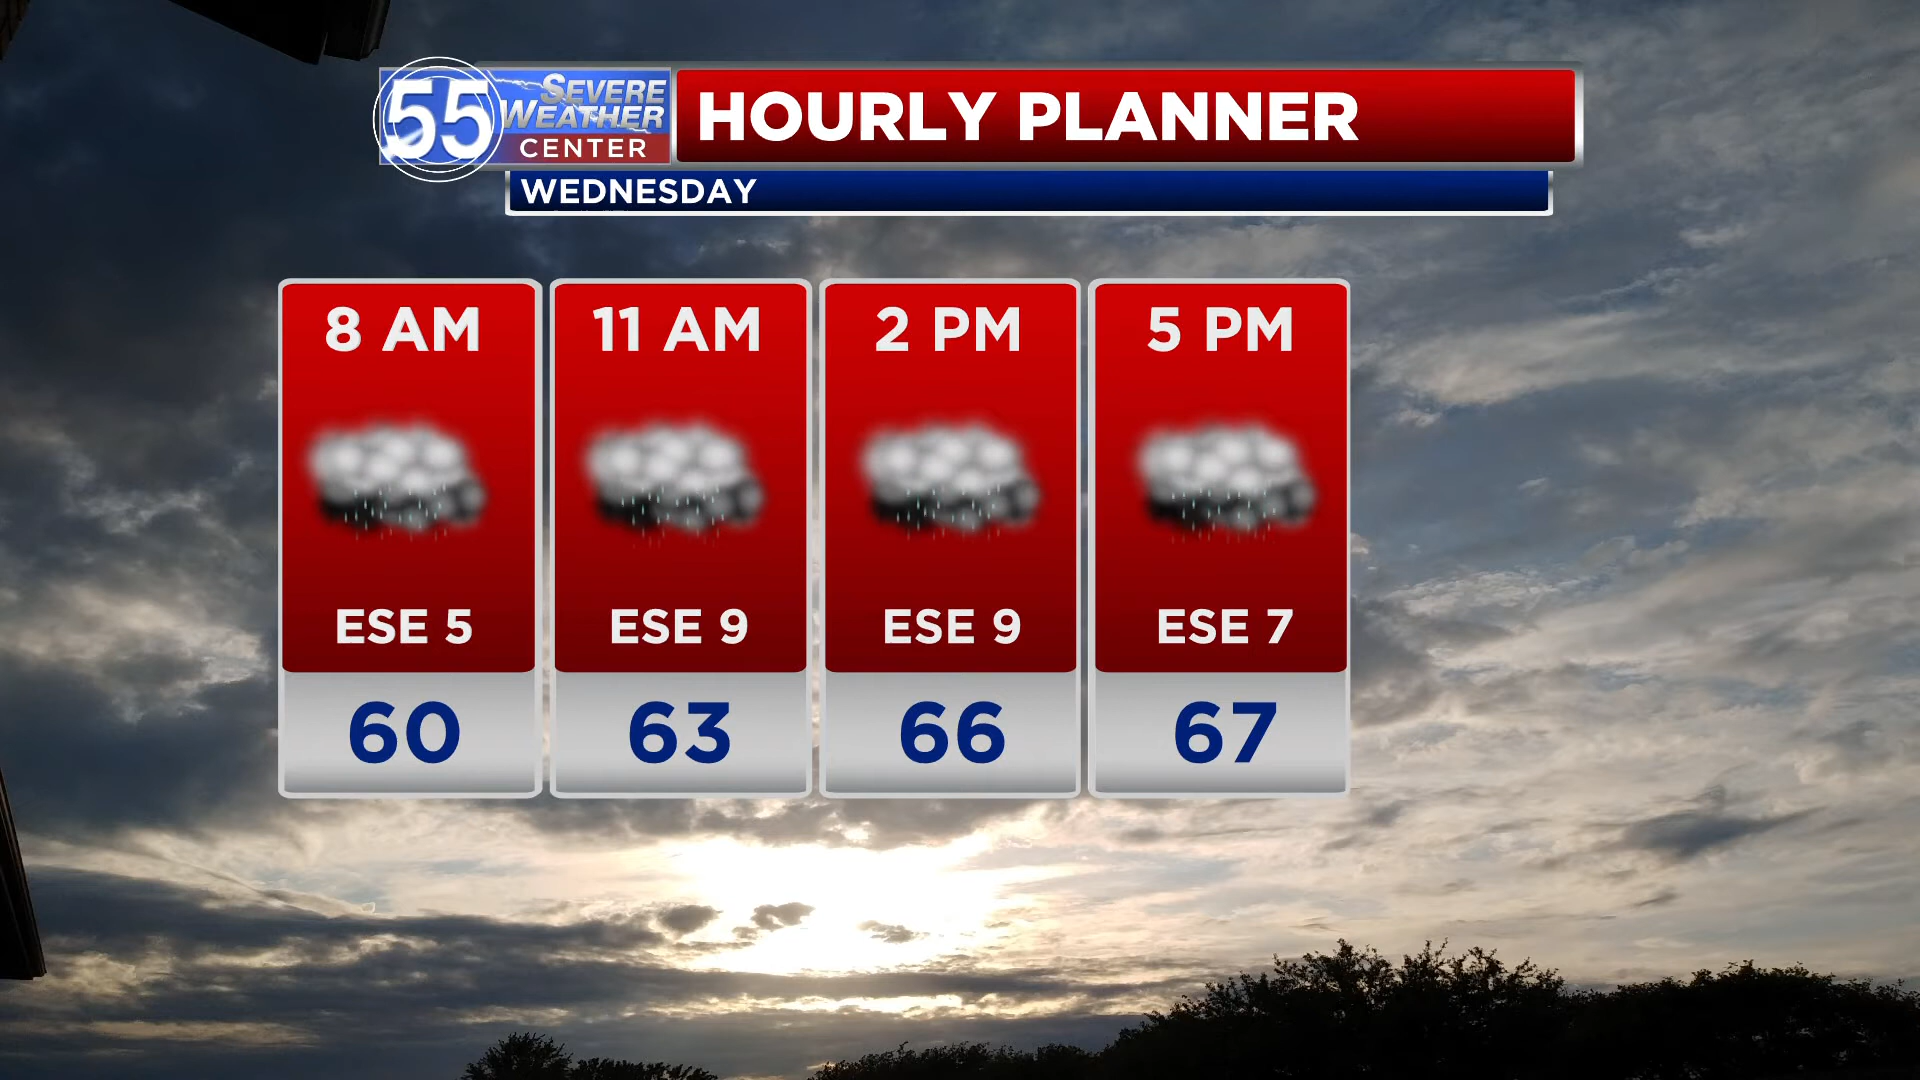 55
SEVERE
WEATHER
CENTER
HOURLY PLANNER
WEDNESDAY
8 AM
11 AM
2 PM
5 PM
ESE 5
ESE 9
ESE 9
ESE 7
60
63
66
67